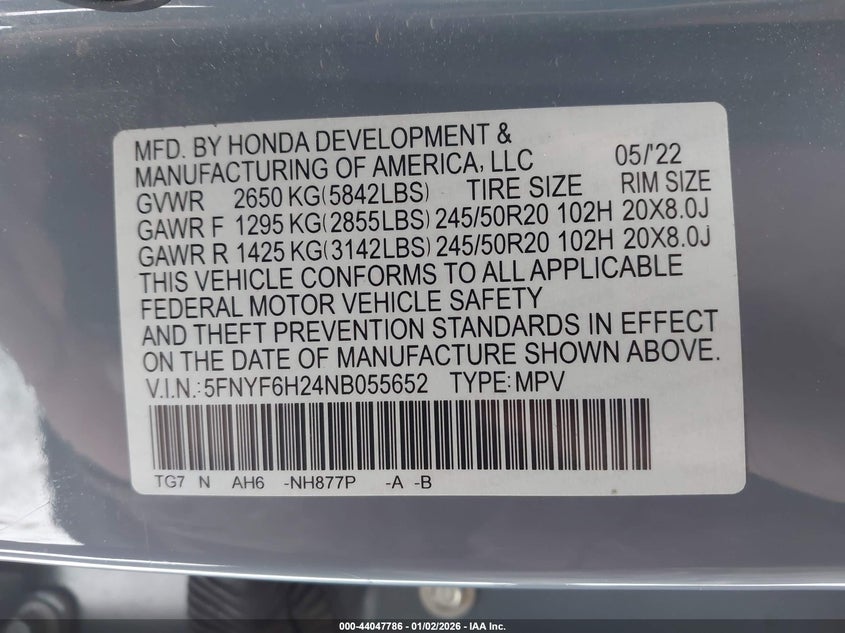 MFD. BY HONDA DEVELOPMENT &
MANUFACTURING OF AMERICA, LLC 05/'22
GVWR 2650 KG(5842LBS) TIRE SIZE RIM SIZE
GAWR F 1295 KG(2855LBS) 245/50R20 102H 20X8.0J
GAWR R 1425 KG(3142LBS) 245/50R20 102H 20X8.0J
THIS VEHICLE CONFORMS TO ALL APPLICABLE
FEDERAL MOTOR VEHICLE SAFETY
AND THEFT PREVENTION STANDARDS IN EFFECT
ON THE DATE OF MANUFACTURE SHOWN ABOVE.
V.I.N.: 5FNYF6H24NB055652 TYPE: MPV
TG7 N AH6 -NH877P -A -B
000-44047786 - 01/02/2026 - IAA Inc.